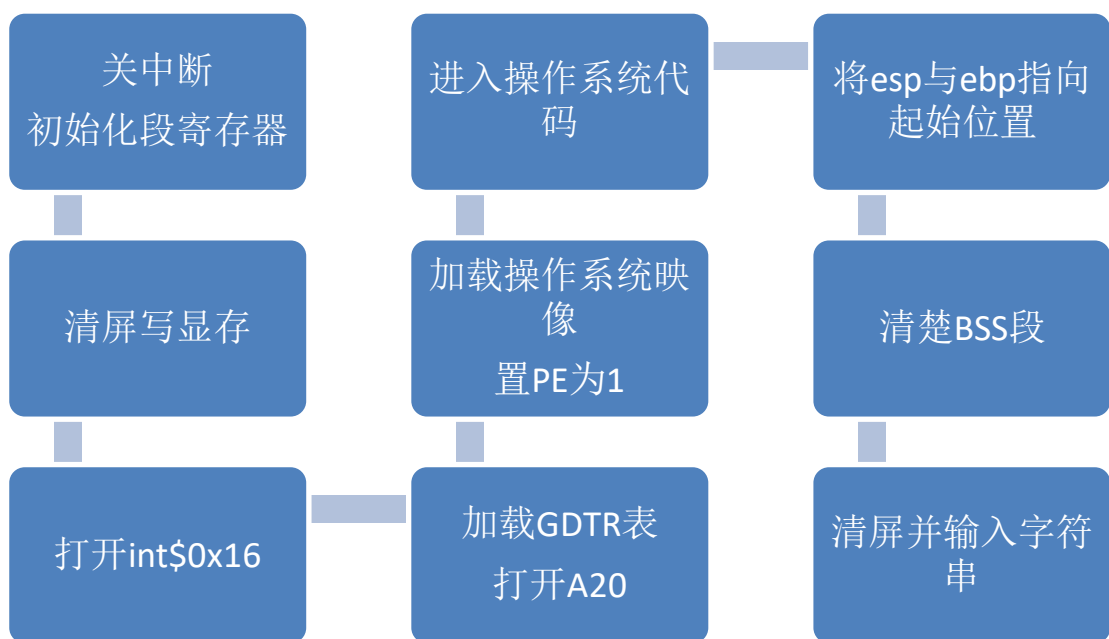 关中断
初始化段寄存器
清屏写显存
打开int$0x16
加载GDTR表
打开A20
加载操作系统映
像
置PE为1
进入操作系统代
码
将esp与ebp指向
起始位置
清楚BSS段
清屏并输入字符
串